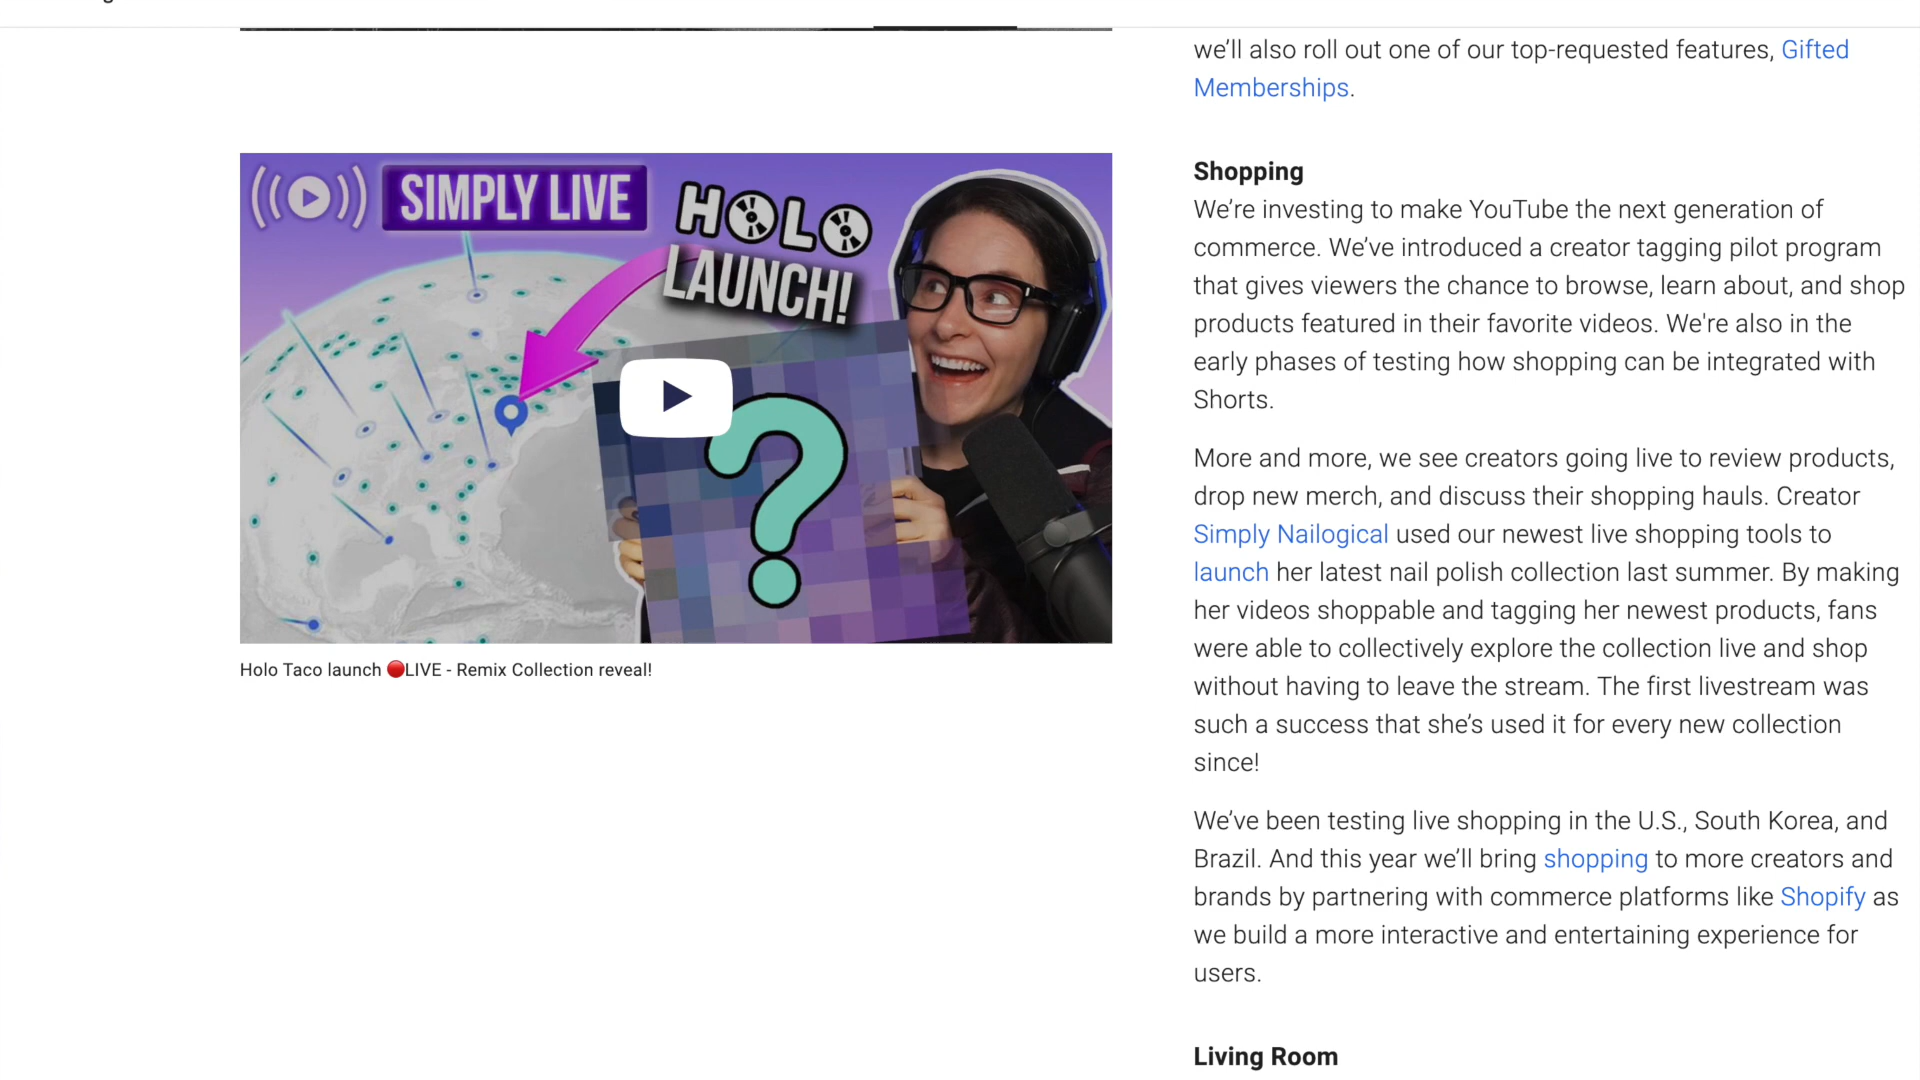 SIMPLY LIVE
HOLO
LAUNCH!
?
Holo Taco launch 🔴LIVE - Remix Collection reveal!
we’ll also roll out one of our top-requested features, Gifted
Memberships.
Shopping
We’re investing to make YouTube the next generation of
commerce. We’ve introduced a creator tagging pilot program
that gives viewers the chance to browse, learn about, and shop
products featured in their favorite videos. We're also in the
early phases of testing how shopping can be integrated with
Shorts.
More and more, we see creators going live to review products,
drop new merch, and discuss their shopping hauls. Creator
Simply Nailogical used our newest live shopping tools to
launch her latest nail polish collection last summer. By making
her videos shoppable and tagging her newest products, fans
were able to collectively explore the collection live and shop
without having to leave the stream. The first livestream was
such a success that she’s used it for every new collection
since!
We’ve been testing live shopping in the U.S., South Korea, and
Brazil. And this year we’ll bring shopping to more creators and
brands by partnering with commerce platforms like Shopify as
we build a more interactive and entertaining experience for
users.
Living Room